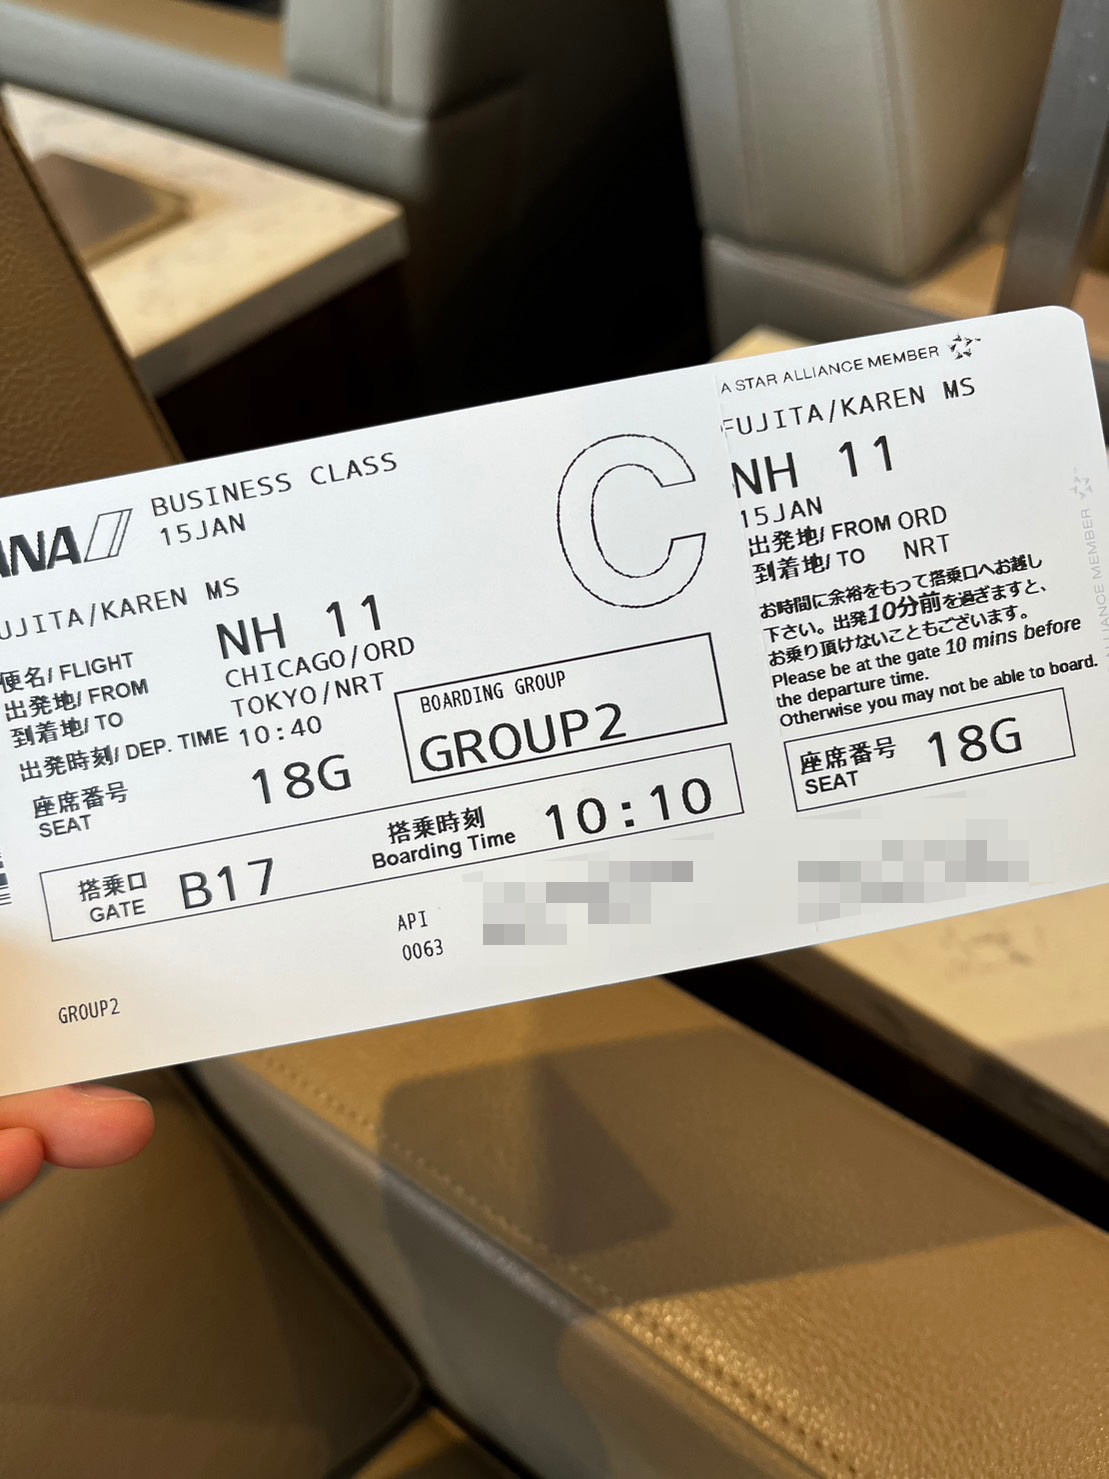 ANA
BUSINESS CLASS
15JAN
C
UJITA/KAREN MS
便名/ FLIGHT NH 11
出発地/ FROM CHICAGO/ORD
到着地/ TO TOKYO/NRT
出発時刻/ DEP. TIME 10:40
座席番号
SEAT 18G
BOARDING GROUP
GROUP2
搭乗口
GATE B17
搭乗時刻
Boarding Time 10:10
API
0063
GROUP2
A STAR ALLIANCE MEMBER
FUJITA/KAREN MS
NH 11
15JAN
出発地/ FROM ORD
到着地/ TO NRT
お時間に余裕をもって搭乗口へお越し
下さい。出発10分前を過ぎますと、
お乗り頂けないこともございます。
Please be at the gate 10 mins before
the departure time.
Otherwise you may not be able to board.
座席番号
SEAT 18G
LIANCE MEMBER